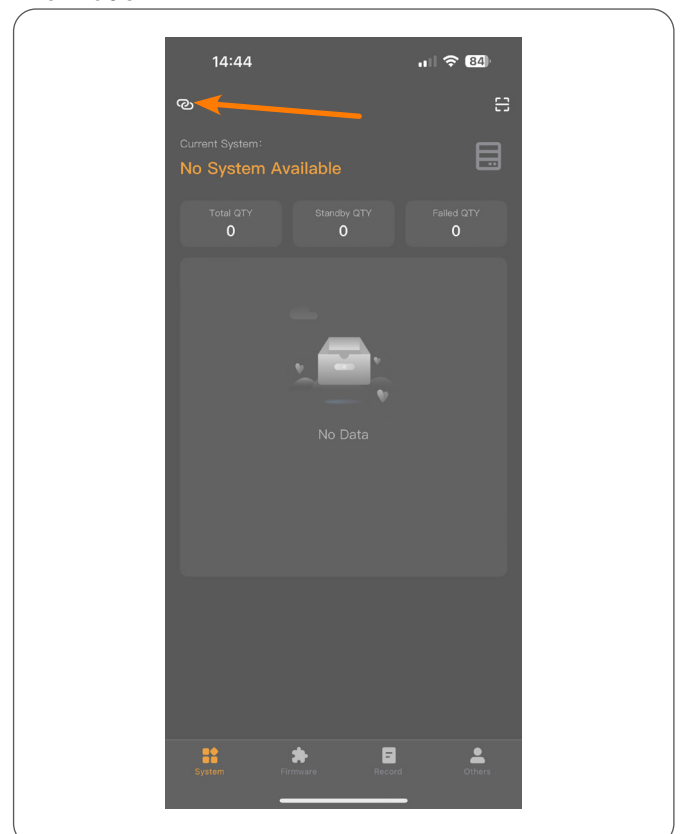 14:44
84
Current System:
No System Available
Total QTY
0
Standby QTY
0
Failed QTY
0
No Data
System
Firmware
Record
Others